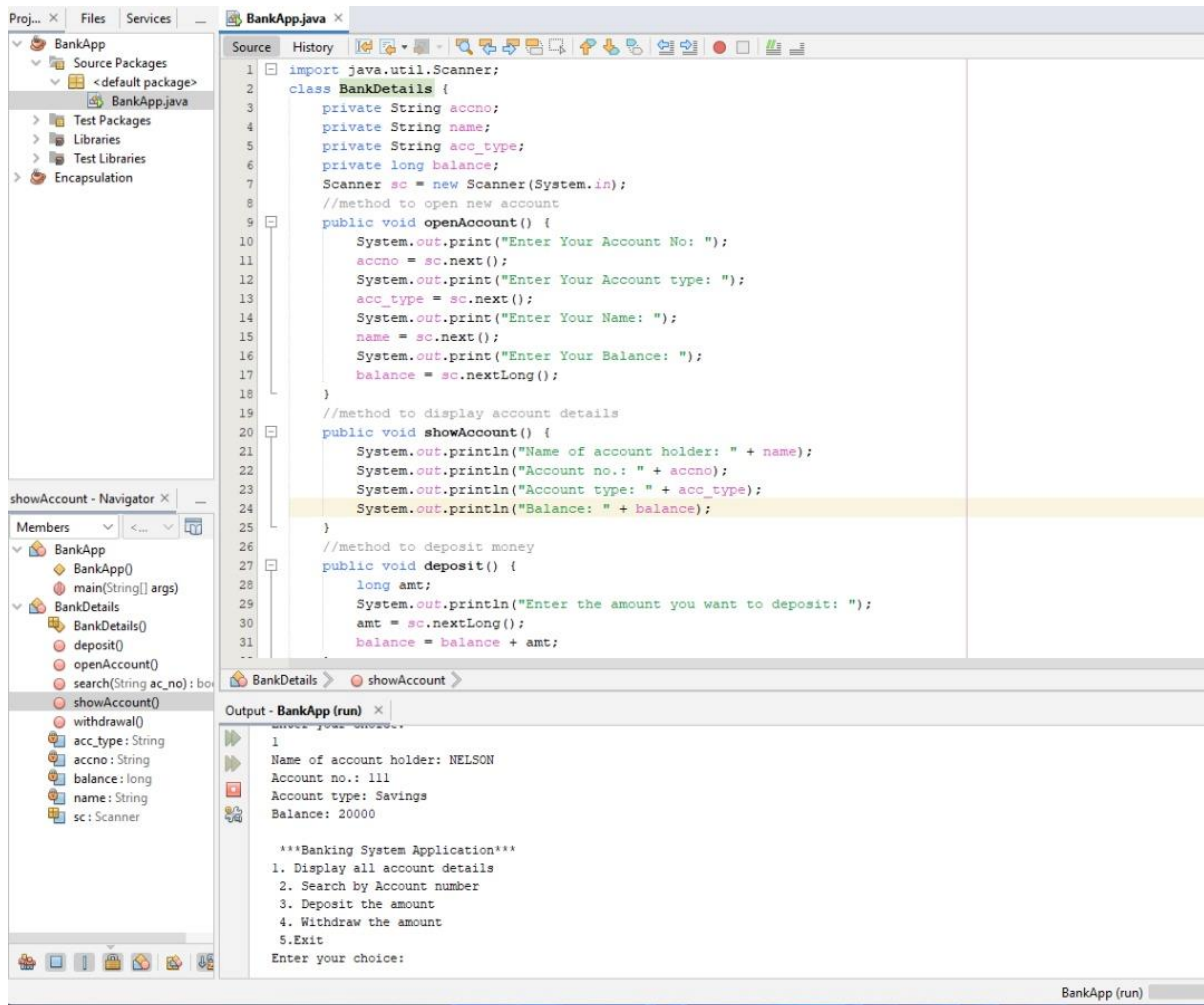 Proj... × Files Services
BankApp
Source Packages
<default package>
BankApp.java
Test Packages
Libraries
Test Libraries
Encapsulation
BankApp.java ×
Source History
1 import java.util.Scanner;
2 class BankDetails {
3 private String accno;
4 private String name;
5 private String acc_type;
6 private long balance;
7 Scanner sc = new Scanner(System.in);
8 //method to open new account
9 public void openAccount() {
10 System.out.print("Enter Your Account No: ");
11 accno = sc.next();
12 System.out.print("Enter Your Account type: ");
13 acc_type = sc.next();
14 System.out.print("Enter Your Name: ");
15 name = sc.next();
16 System.out.print("Enter Your Balance: ");
17 balance = sc.nextLong();
18 }
19 //method to display account details
20 public void showAccount() {
21 System.out.println("Name of account holder: " + name);
22 System.out.println("Account no.: " + accno);
23 System.out.println("Account type: " + acc_type);
24 System.out.println("Balance: " + balance);
25 }
26 //method to deposit money
27 public void deposit() {
28 long amt;
29 System.out.println("Enter the amount you want to deposit: ");
30 amt = sc.nextLong();
31 balance = balance + amt;
BankDetails showAccount
showAccount - Navigator ×
Members <...
BankApp
BankApp()
main(String[] args)
BankDetails
BankDetails()
deposit()
openAccount()
search(String ac_no) : boo
showAccount()
withdrawal()
acc_type : String
accno : String
balance : long
name : String
sc : Scanner
Output - BankApp (run) ×
1
Name of account holder: NELSON
Account no.: 111
Account type: Savings
Balance: 20000
***Banking System Application***
1. Display all account details
2. Search by Account number
3. Deposit the amount
4. Withdraw the amount
5.Exit
Enter your choice:
BankApp (run)